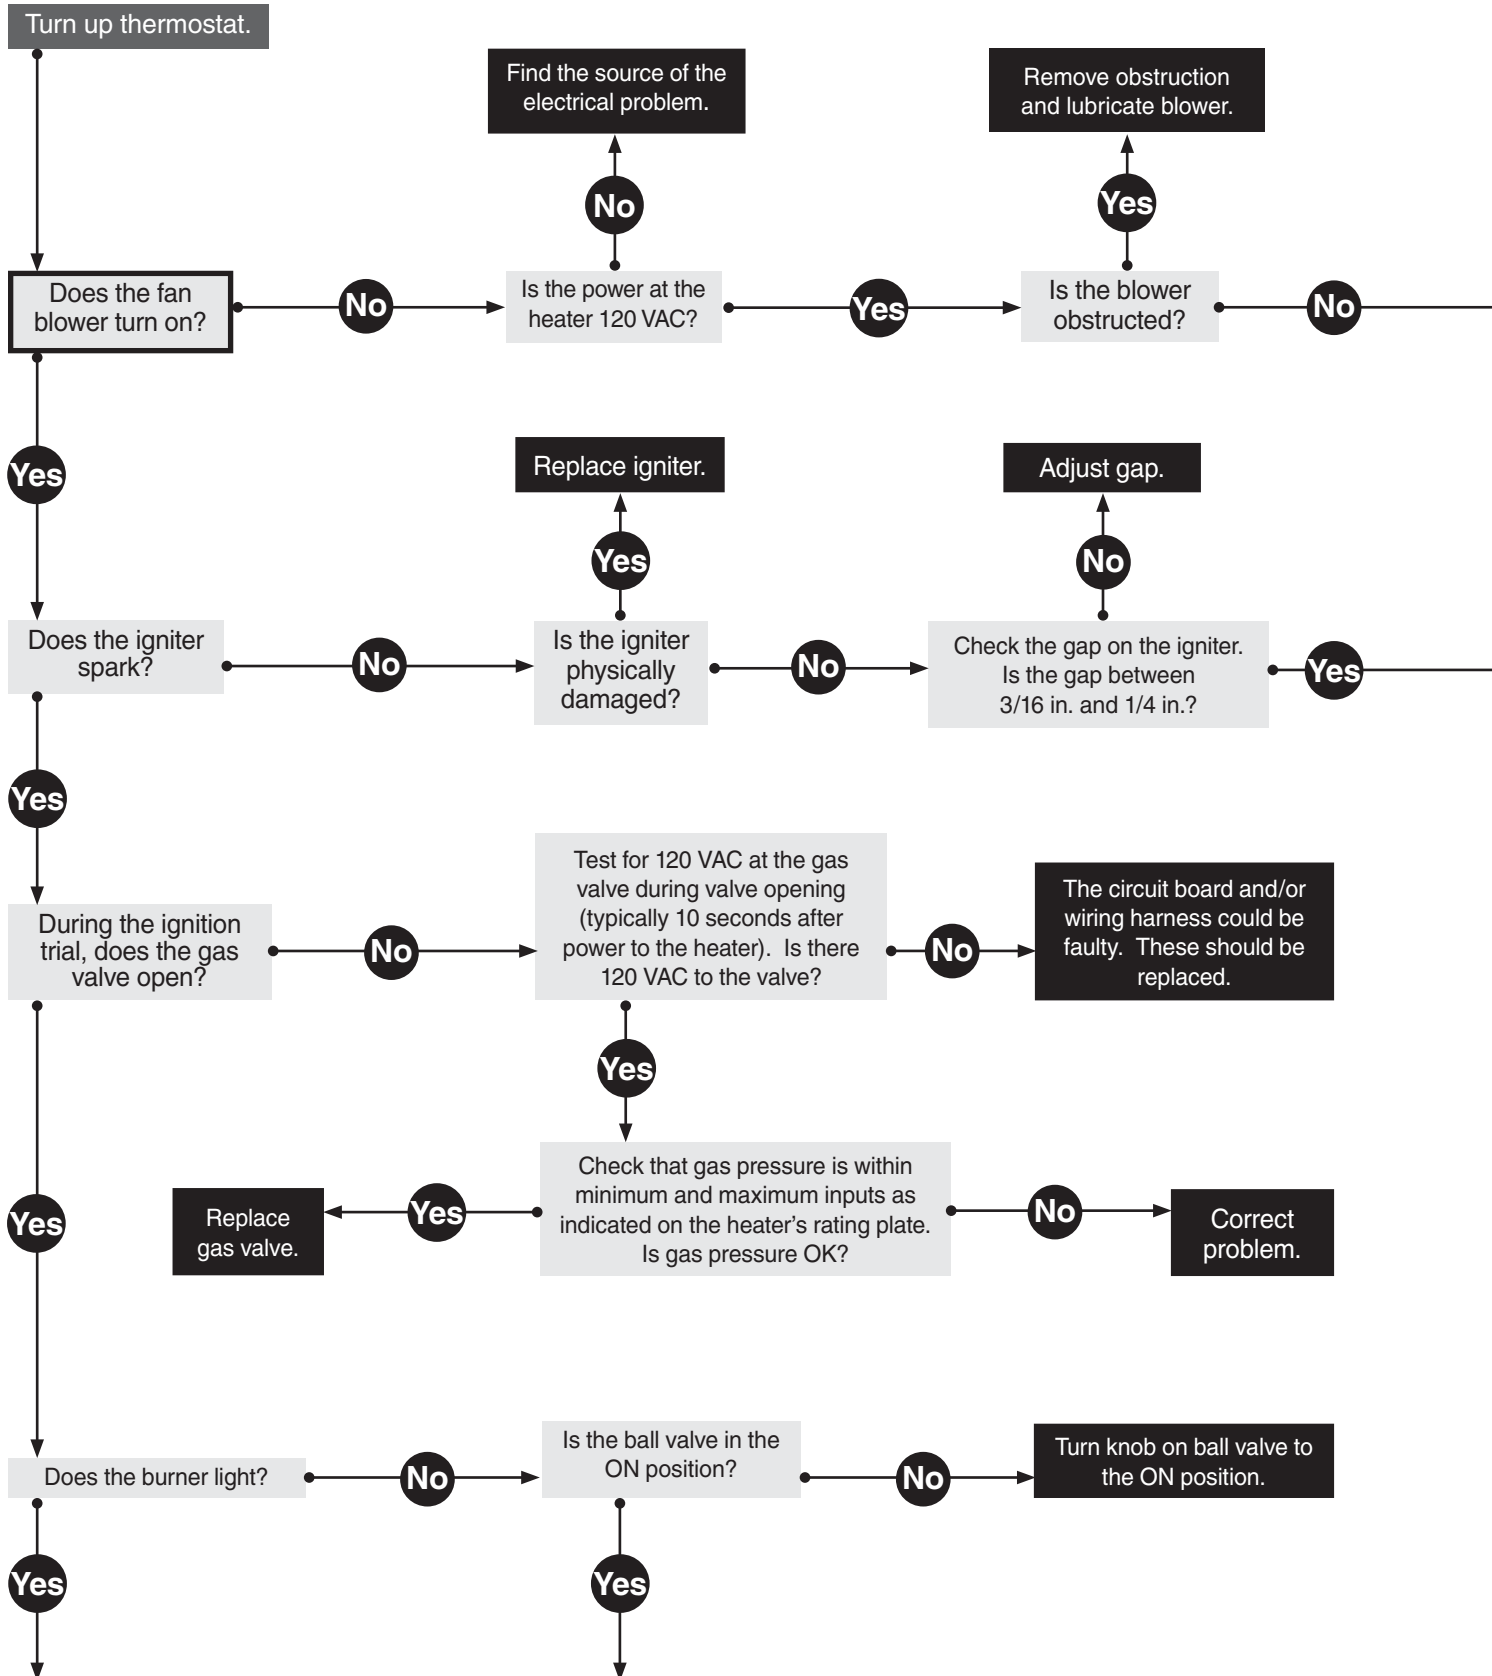 Turn up thermostat.
Find the source of the
electrical problem.
Remove obstruction
and lubricate blower.
No
Yes
Does the fan
blower turn on?
No
Is the power at the
heater 120 VAC?
Yes
Is the blower
obstructed?
No
Yes
Replace igniter.
Adjust gap.
Yes
No
Does the igniter
spark?
No
Is the igniter
physically
damaged?
No
Check the gap on the igniter.
Is the gap between
3/16 in. and 1/4 in.?
Yes
Yes
During the ignition
trial, does the gas
valve open?
No
Test for 120 VAC at the gas
valve during valve opening
(typically 10 seconds after
power to the heater).  Is there
120 VAC to the valve?
No
The circuit board and/or
wiring harness could be
faulty.  These should be
replaced.
Yes
Yes
Replace
gas valve.
Yes
Check that gas pressure is within
minimum and maximum inputs as
indicated on the heater's rating plate.
Is gas pressure OK?
No
Correct
problem.
Does the burner light?
No
Is the ball valve in the
ON position?
No
Turn knob on ball valve to
the ON position.
Yes
Yes